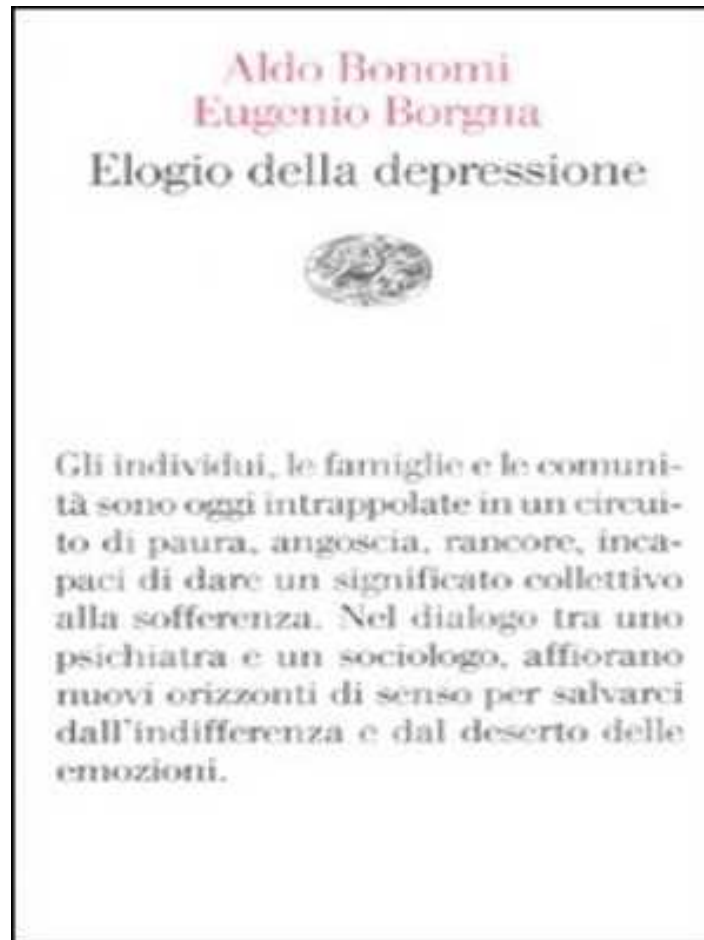 Aldo Bonomi
Eugenio Borgna
Elogio della depressione
Gli individui, le famiglie e le comuni-
tà sono oggi intrappolate in un circui-
to di paura, angoscia, rancore, inca-
paci di dare un significato collettivo
alla sofferenza. Nel dialogo tra uno
psichiatra e un sociologo, affiorano
nuovi orizzonti di senso per salvarci
dall'indifferenza e dal deserto delle
emozioni.